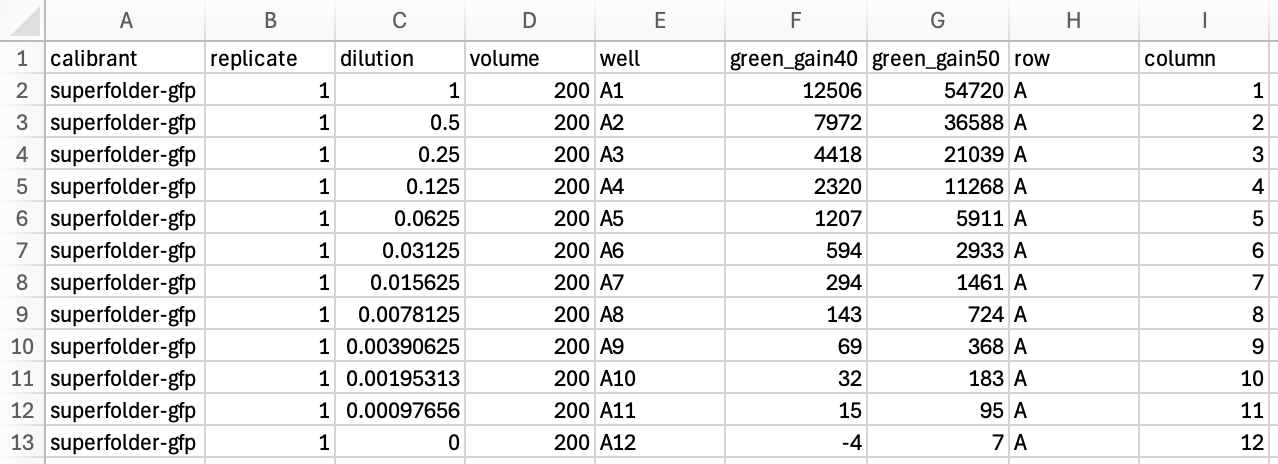 A B C D E F G H I
1 calibrant replicate dilution volume well green_gain40 green_gain50 row column
2 superfolder-gfp 1 1 200 A1 12506 54720 A 1
3 superfolder-gfp 1 0.5 200 A2 7972 36588 A 2
4 superfolder-gfp 1 0.25 200 A3 4418 21039 A 3
5 superfolder-gfp 1 0.125 200 A4 2320 11268 A 4
6 superfolder-gfp 1 0.0625 200 A5 1207 5911 A 5
7 superfolder-gfp 1 0.03125 200 A6 594 2933 A 6
8 superfolder-gfp 1 0.015625 200 A7 294 1461 A 7
9 superfolder-gfp 1 0.0078125 200 A8 143 724 A 8
10 superfolder-gfp 1 0.00390625 200 A9 69 368 A 9
11 superfolder-gfp 1 0.00195313 200 A10 32 183 A 10
12 superfolder-gfp 1 0.00097656 200 A11 15 95 A 11
13 superfolder-gfp 1 0 200 A12 -4 7 A 12